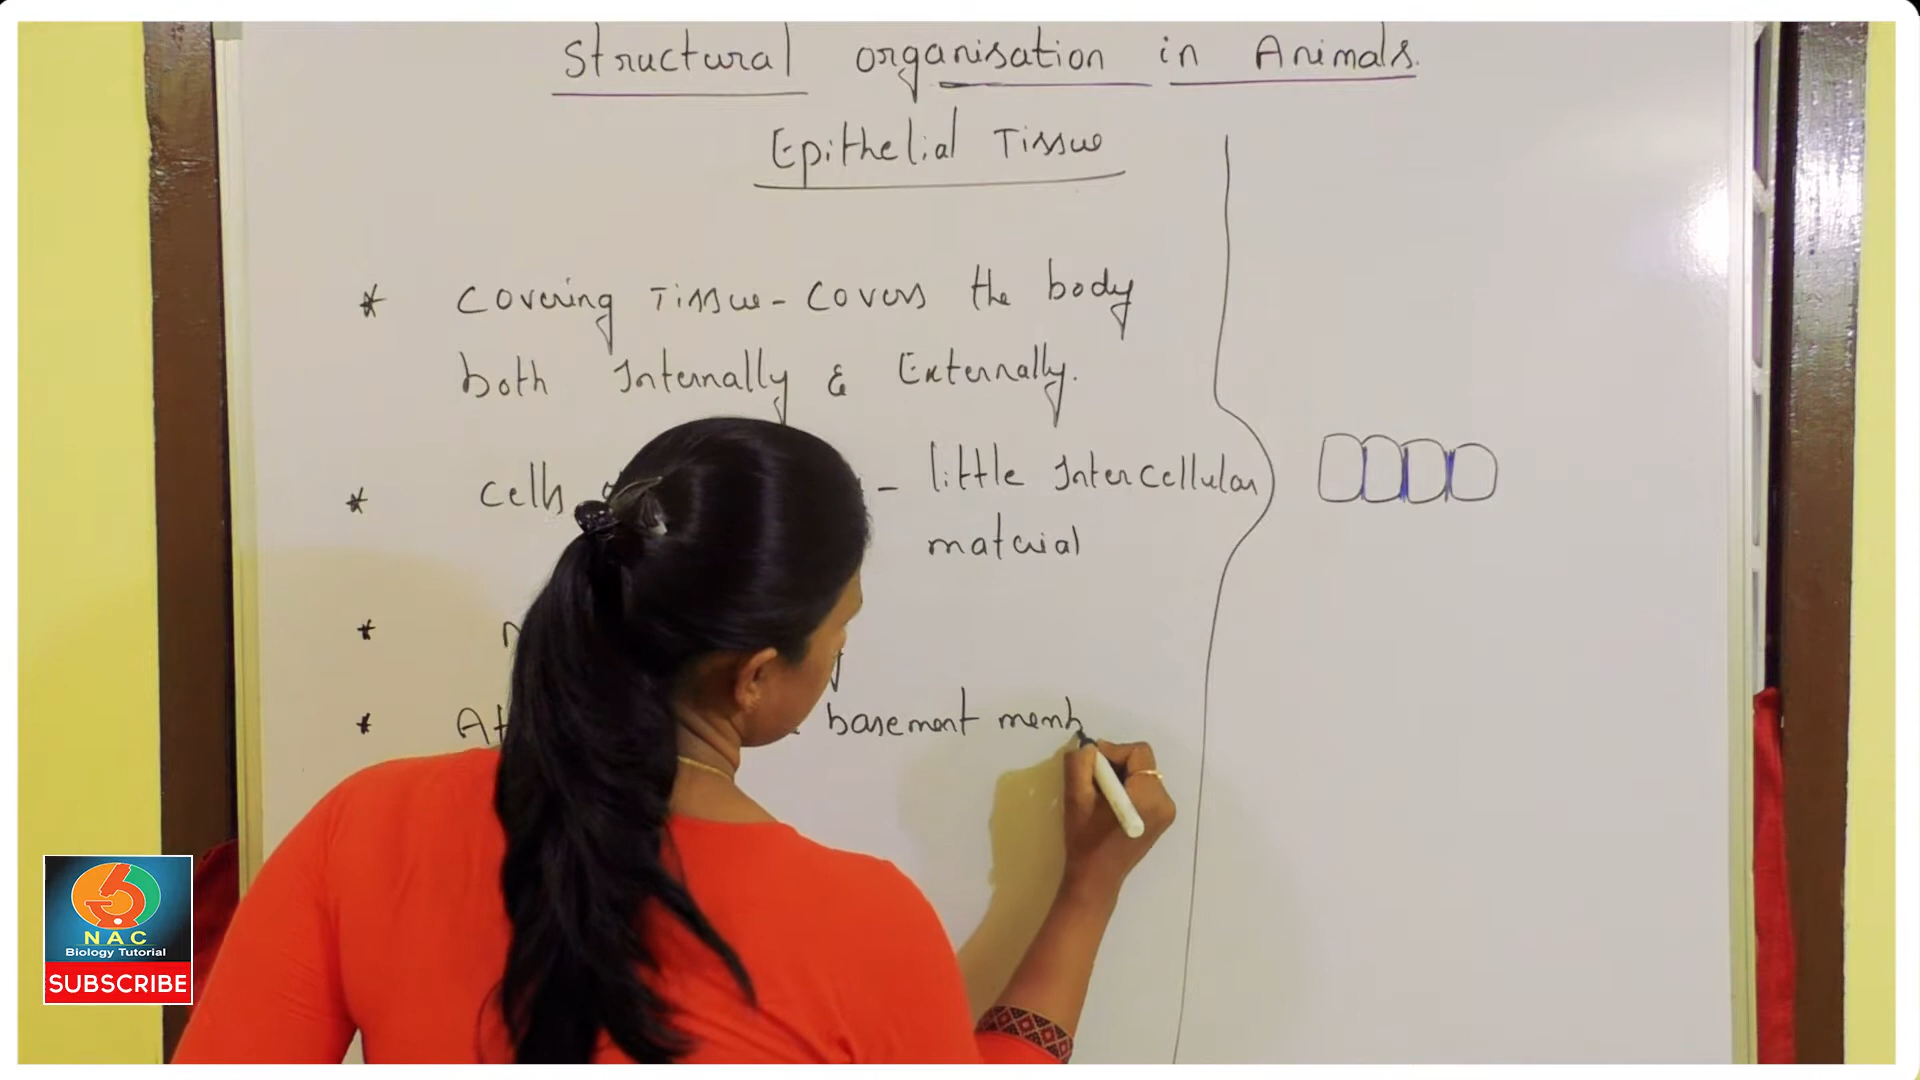 Structural organisation in Animals.
Epithelial Tissue
* Covering Tissue - Covers the body
both Internally & Externally.
* cells - little Intercellular
material
*
* basement memb
NAC
Biology Tutorial
SUBSCRIBE